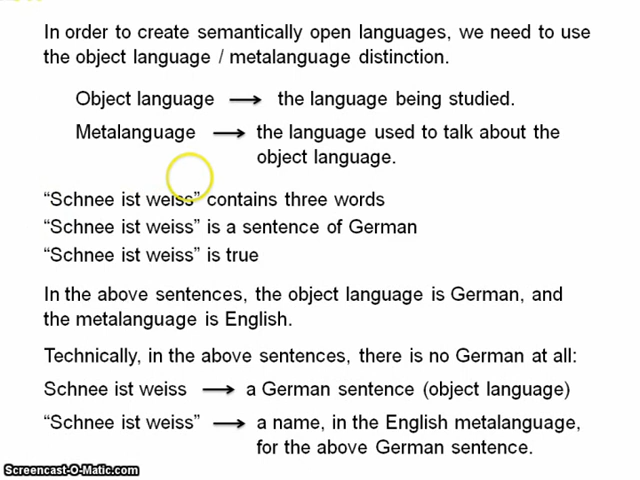 In order to create semantically open languages, we need to use
the object language / metalanguage distinction.
Object language → the language being studied.
Metalanguage → the language used to talk about the
object language.
“Schnee ist weiss” contains three words
“Schnee ist weiss” is a sentence of German
“Schnee ist weiss” is true
In the above sentences, the object language is German, and
the metalanguage is English.
Technically, in the above sentences, there is no German at all:
Schnee ist weiss → a German sentence (object language)
“Schnee ist weiss” → a name, in the English metalanguage,
for the above German sentence.
Screencast-O-Matic.com